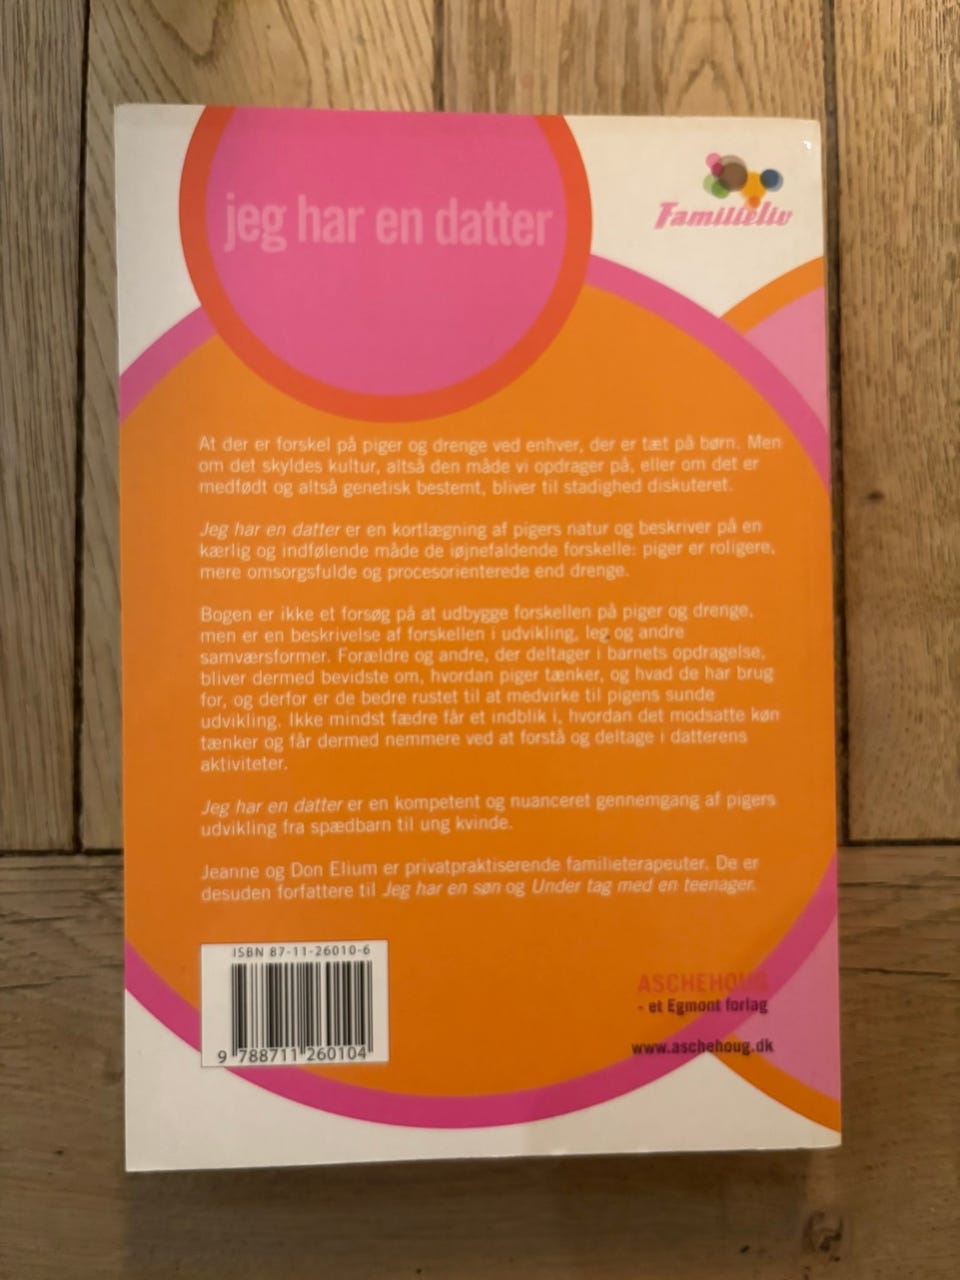 jeg har en datter
Familieliv
At der er forskel på piger og drenge ved enhver, der er tæt på børn. Men
om det skyldes kultur, altså den måde vi opdrager på, eller om det er
medfødt og altså genetisk bestemt, bliver til stadighed diskuteret.
Jeg har en datter er en kortlægning af pigers natur og beskriver på en
kærlig og indfølende måde de iøjnefaldende forskelle: piger er roligere,
mere omsorgsfulde og procesorienterede end drenge.
Bogen er ikke et forsøg på at udbygge forskellen på piger og drenge,
men er en beskrivelse af forskellen i udvikling, leg og andre
samværsformer. Forældre og andre, der deltager i barnets opdragelse,
bliver dermed bevidste om, hvordan piger tænker, og hvad de har brug
for, og derfor er de bedre rustet til at medvirke til pigens sunde
udvikling. Ikke mindst fædre får et indblik i, hvordan det modsatte køn
tænker og får dermed nemmere ved at forstå og deltage i datterens
aktiviteter.
Jeg har en datter er en kompetent og nuanceret gennemgang af pigers
udvikling fra spædbarn til ung kvinde.
Jeanne og Don Elium er privatpraktiserende familieterapeuter. De er
desuden forfattere til Jeg har en søn og Under tag med en teenager.
ISBN 87-11-26010-6
9 788711 260104
ASCHEHOUG
- et Egmont forlag
www.aschehoug.dk